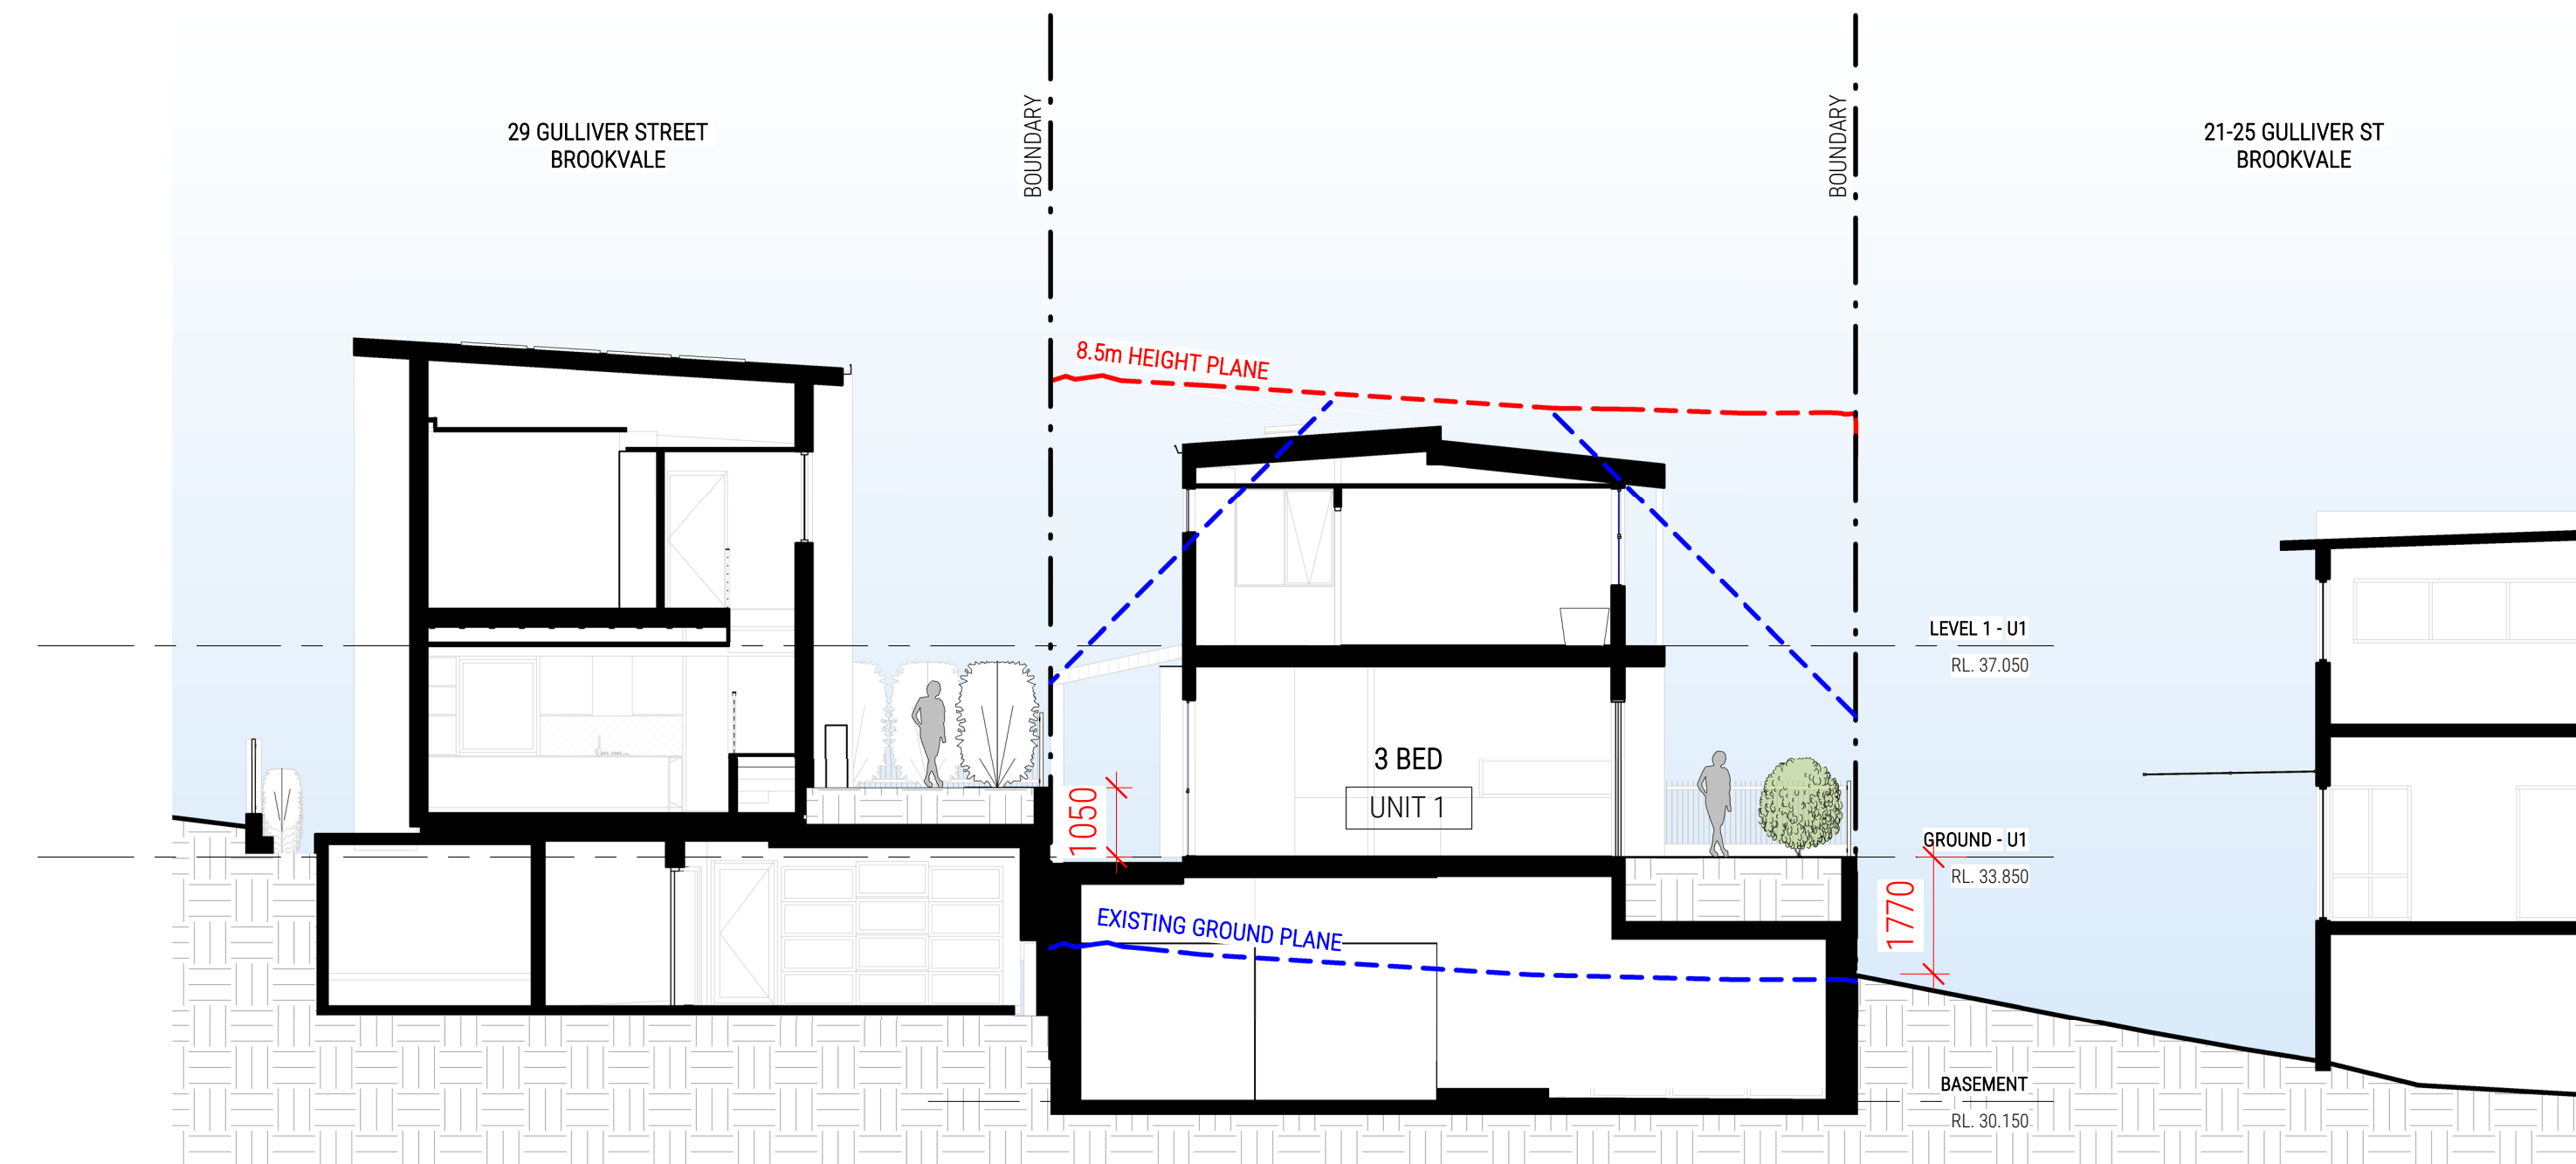 29 GULLIVER STREET
BROOKVALE
BOUNDARY
BOUNDARY
21-25 GULLIVER ST
BROOKVALE
8.5m HEIGHT PLANE
LEVEL 1 - U1
RL. 37.050
3 BED
UNIT 1
1050
GROUND - U1
RL. 33.850
1770
EXISTING GROUND PLANE
BASEMENT
RL. 30.150